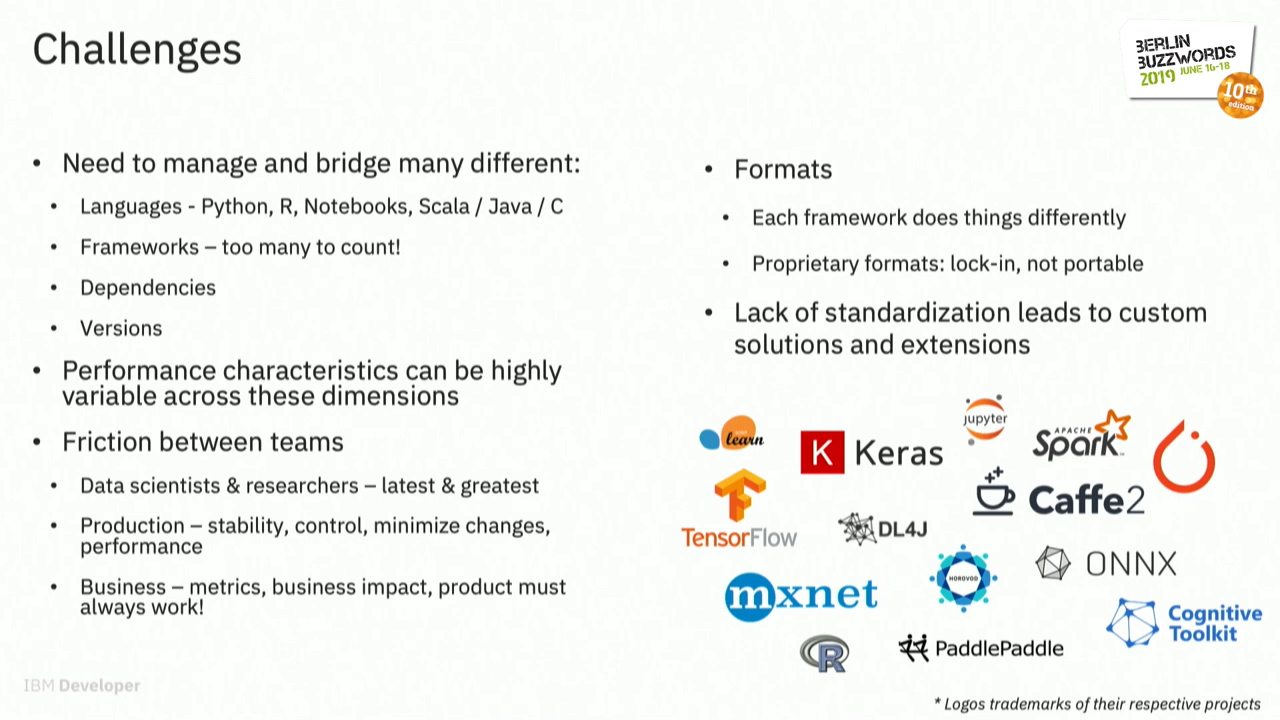 Challenges
BERLIN
BUZZWORDS
2019 JUNE 16-18
10th
edition
• Need to manage and bridge many different:
• Languages - Python, R, Notebooks, Scala / Java / C
• Frameworks – too many to count!
• Dependencies
• Versions
• Performance characteristics can be highly
variable across these dimensions
• Friction between teams
• Data scientists & researchers – latest & greatest
• Production – stability, control, minimize changes,
performance
• Business – metrics, business impact, product must
always work!
• Formats
• Each framework does things differently
• Proprietary formats: lock-in, not portable
• Lack of standardization leads to custom
solutions and extensions
learn
K Keras
jupyter
APACHE
Spark
TensorFlow
DL4J
Caffe2
mxnet
HOROVOD
ONNX
Cognitive
Toolkit
R
PaddlePaddle
IBM Developer
* Logos trademarks of their respective projects